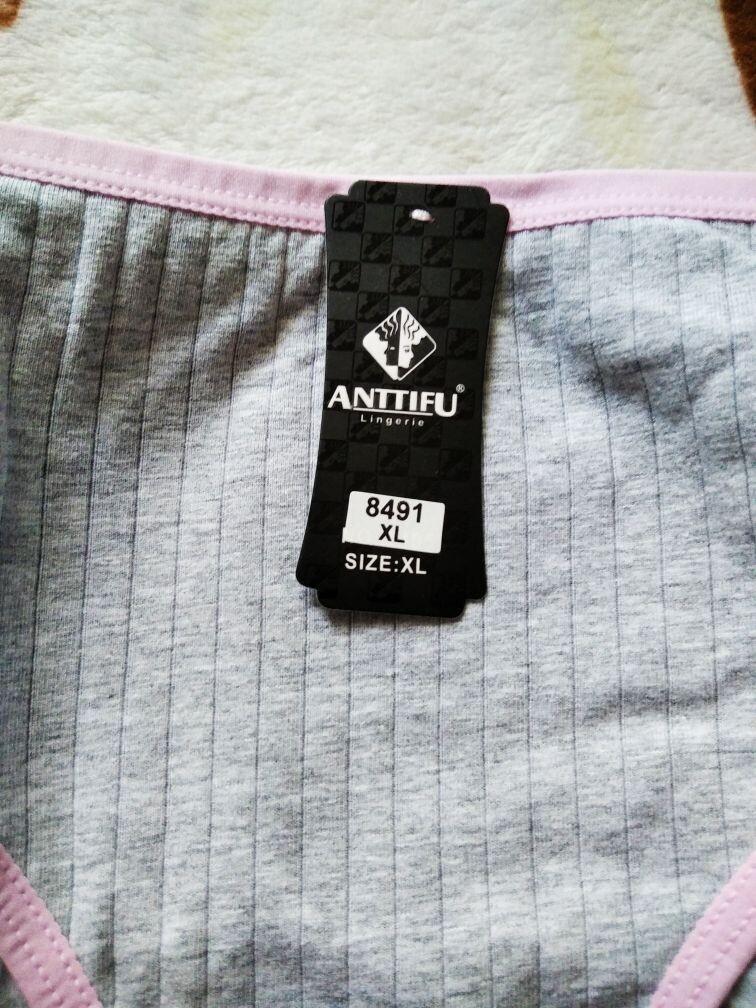 ANTTIFU®
Lingerie
8491
XL
SIZE:XL